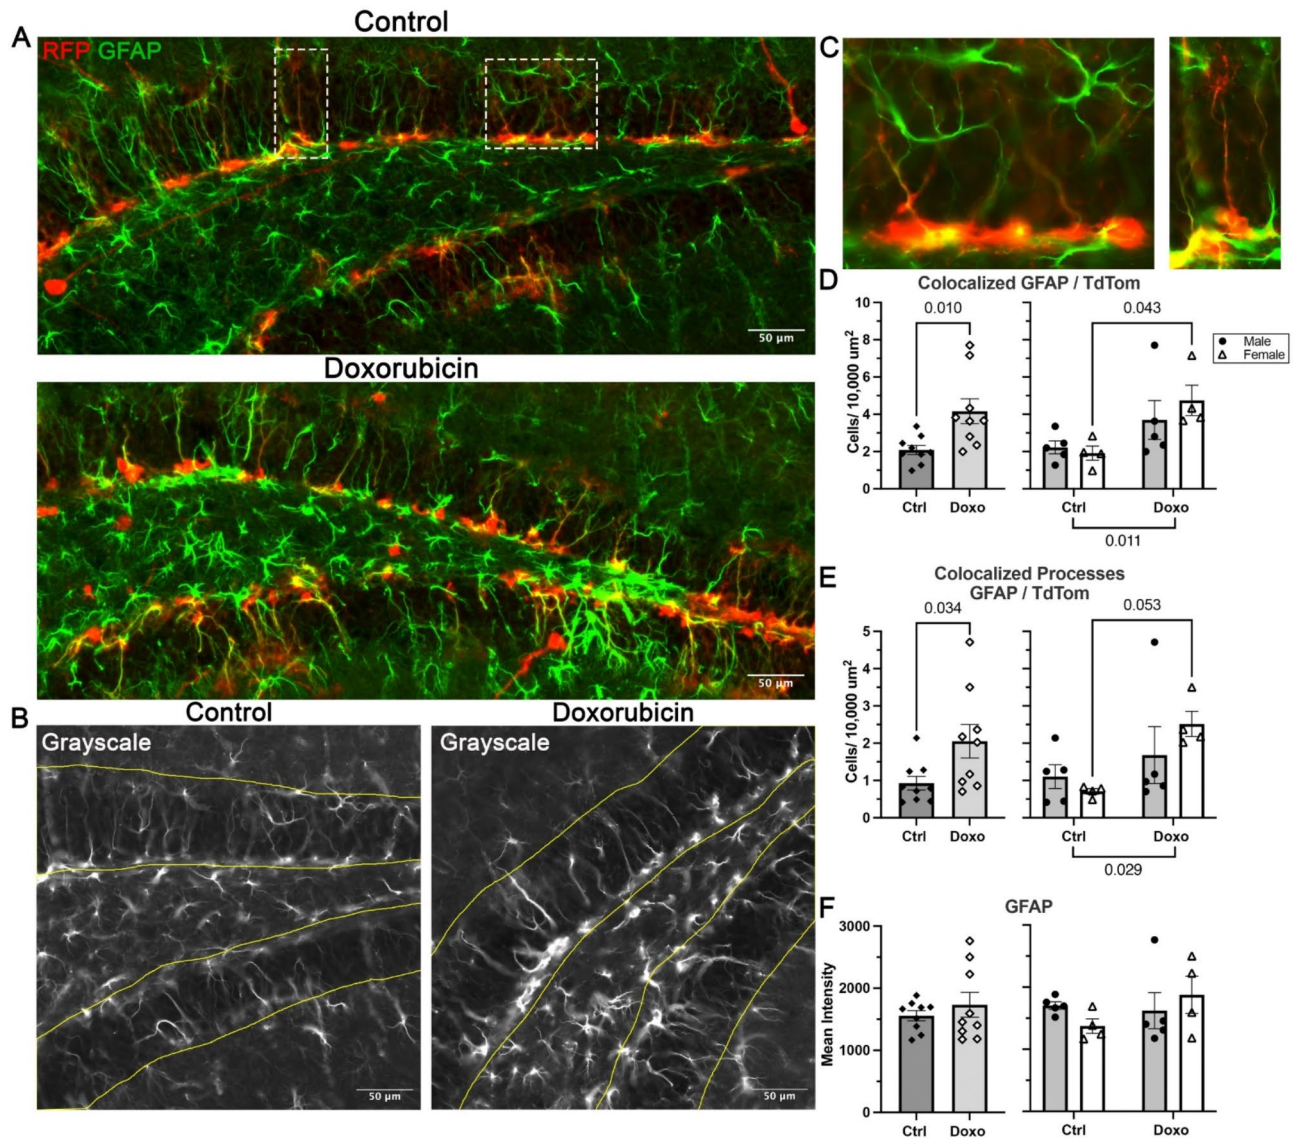 Control
A
RFP GFAP
50 µm
Doxorubicin
50 µm
B
Control
Doxorubicin
Grayscale
Grayscale
50 µm
50 µm
C
D
Colocalized GFAP / TdTom
0.010
0.043
Male
Female
Cells/ 10,000 um²
10
8
6
4
2
0
Ctrl
Doxo
Ctrl
Doxo
0.011
E
Colocalized Processes
GFAP / TdTom
0.034
0.053
Cells/ 10,000 um²
5
4
3
2
1
0
Ctrl
Doxo
Ctrl
Doxo
0.029
F
GFAP
Mean Intensity
3000
2000
1000
0
Ctrl
Doxo
Ctrl
Doxo